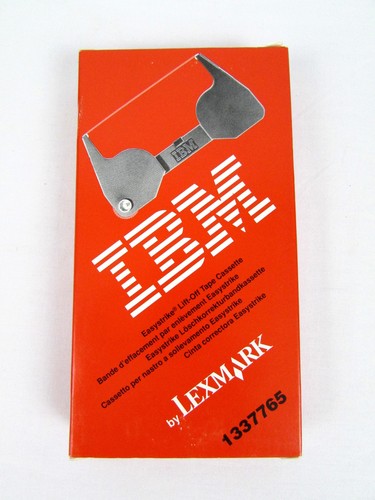 IBM
IBM
Easystrike® Lift-Off Tape Cassette
Bande d'effacement par enlèvement Easystrike
Easystrike Löschkorrekturbandkassette
Cassetto per nastro a sollevamento Easystrike
Cinta correctora Easystrike
by LEXMARK
1337765